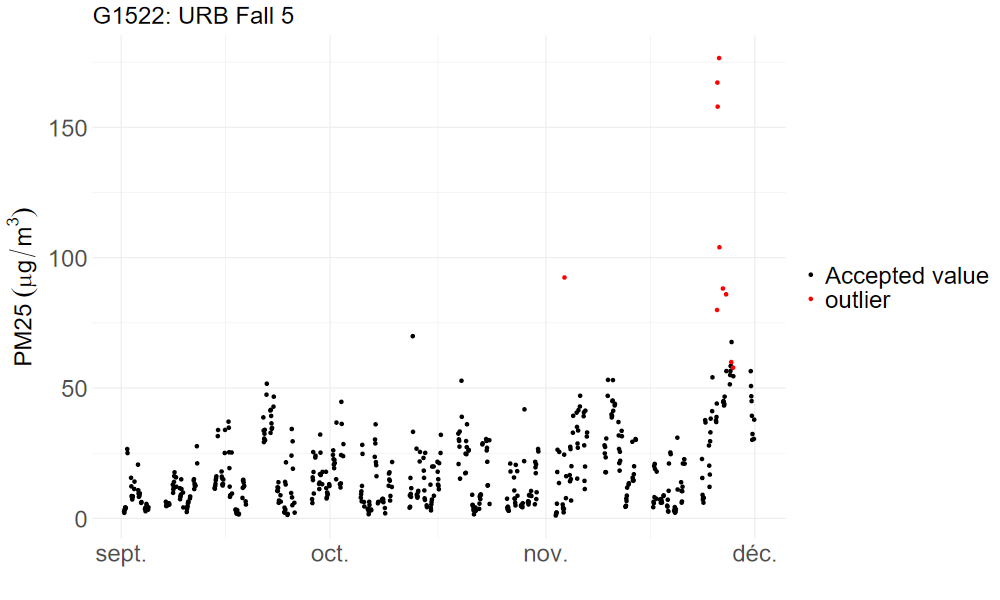 G1522: URB Fall 5
PM25 (μg/m³)
150
100
50
0
sept.
oct.
nov.
déc.
Accepted value
outlier